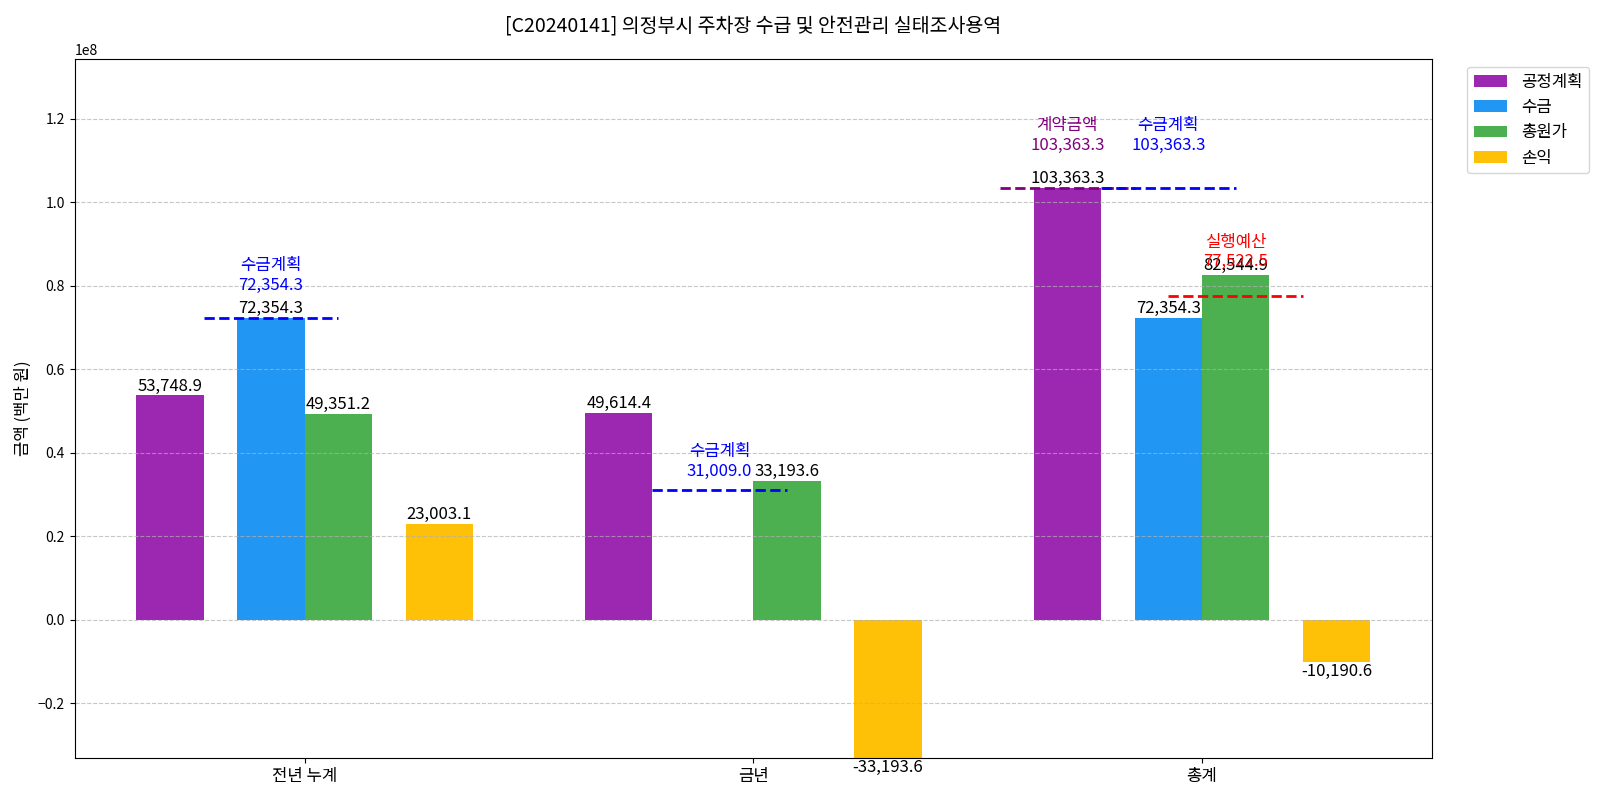 [C20240141] 의정부시 주차장 수급 및 안전관리 실태조사용역
1e8
공정계획
수금
총원가
손익
금액 (백만 원)
1.2
1.0
0.8
0.6
0.4
0.2
0.0
−0.2
53,748.9
수금계획
72,354.3
72,354.3
49,351.2
23,003.1
49,614.4
수금계획
31,009.0
33,193.6
-33,193.6
계약금액
103,363.3
103,363.3
수금계획
103,363.3
72,354.3
실행예산
77,522.5
82,544.9
-10,190.6
전년 누계
금년
총계